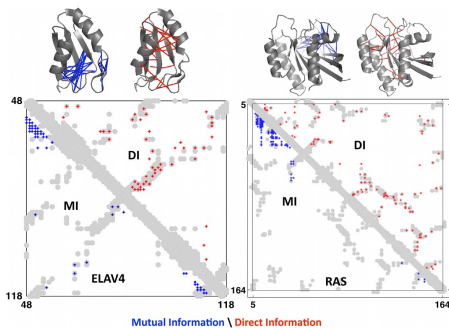 48
DI
MI
ELAV4
118
48
118
5
DI
MI
RAS
164
5
164
Mutual Information \ Direct Information